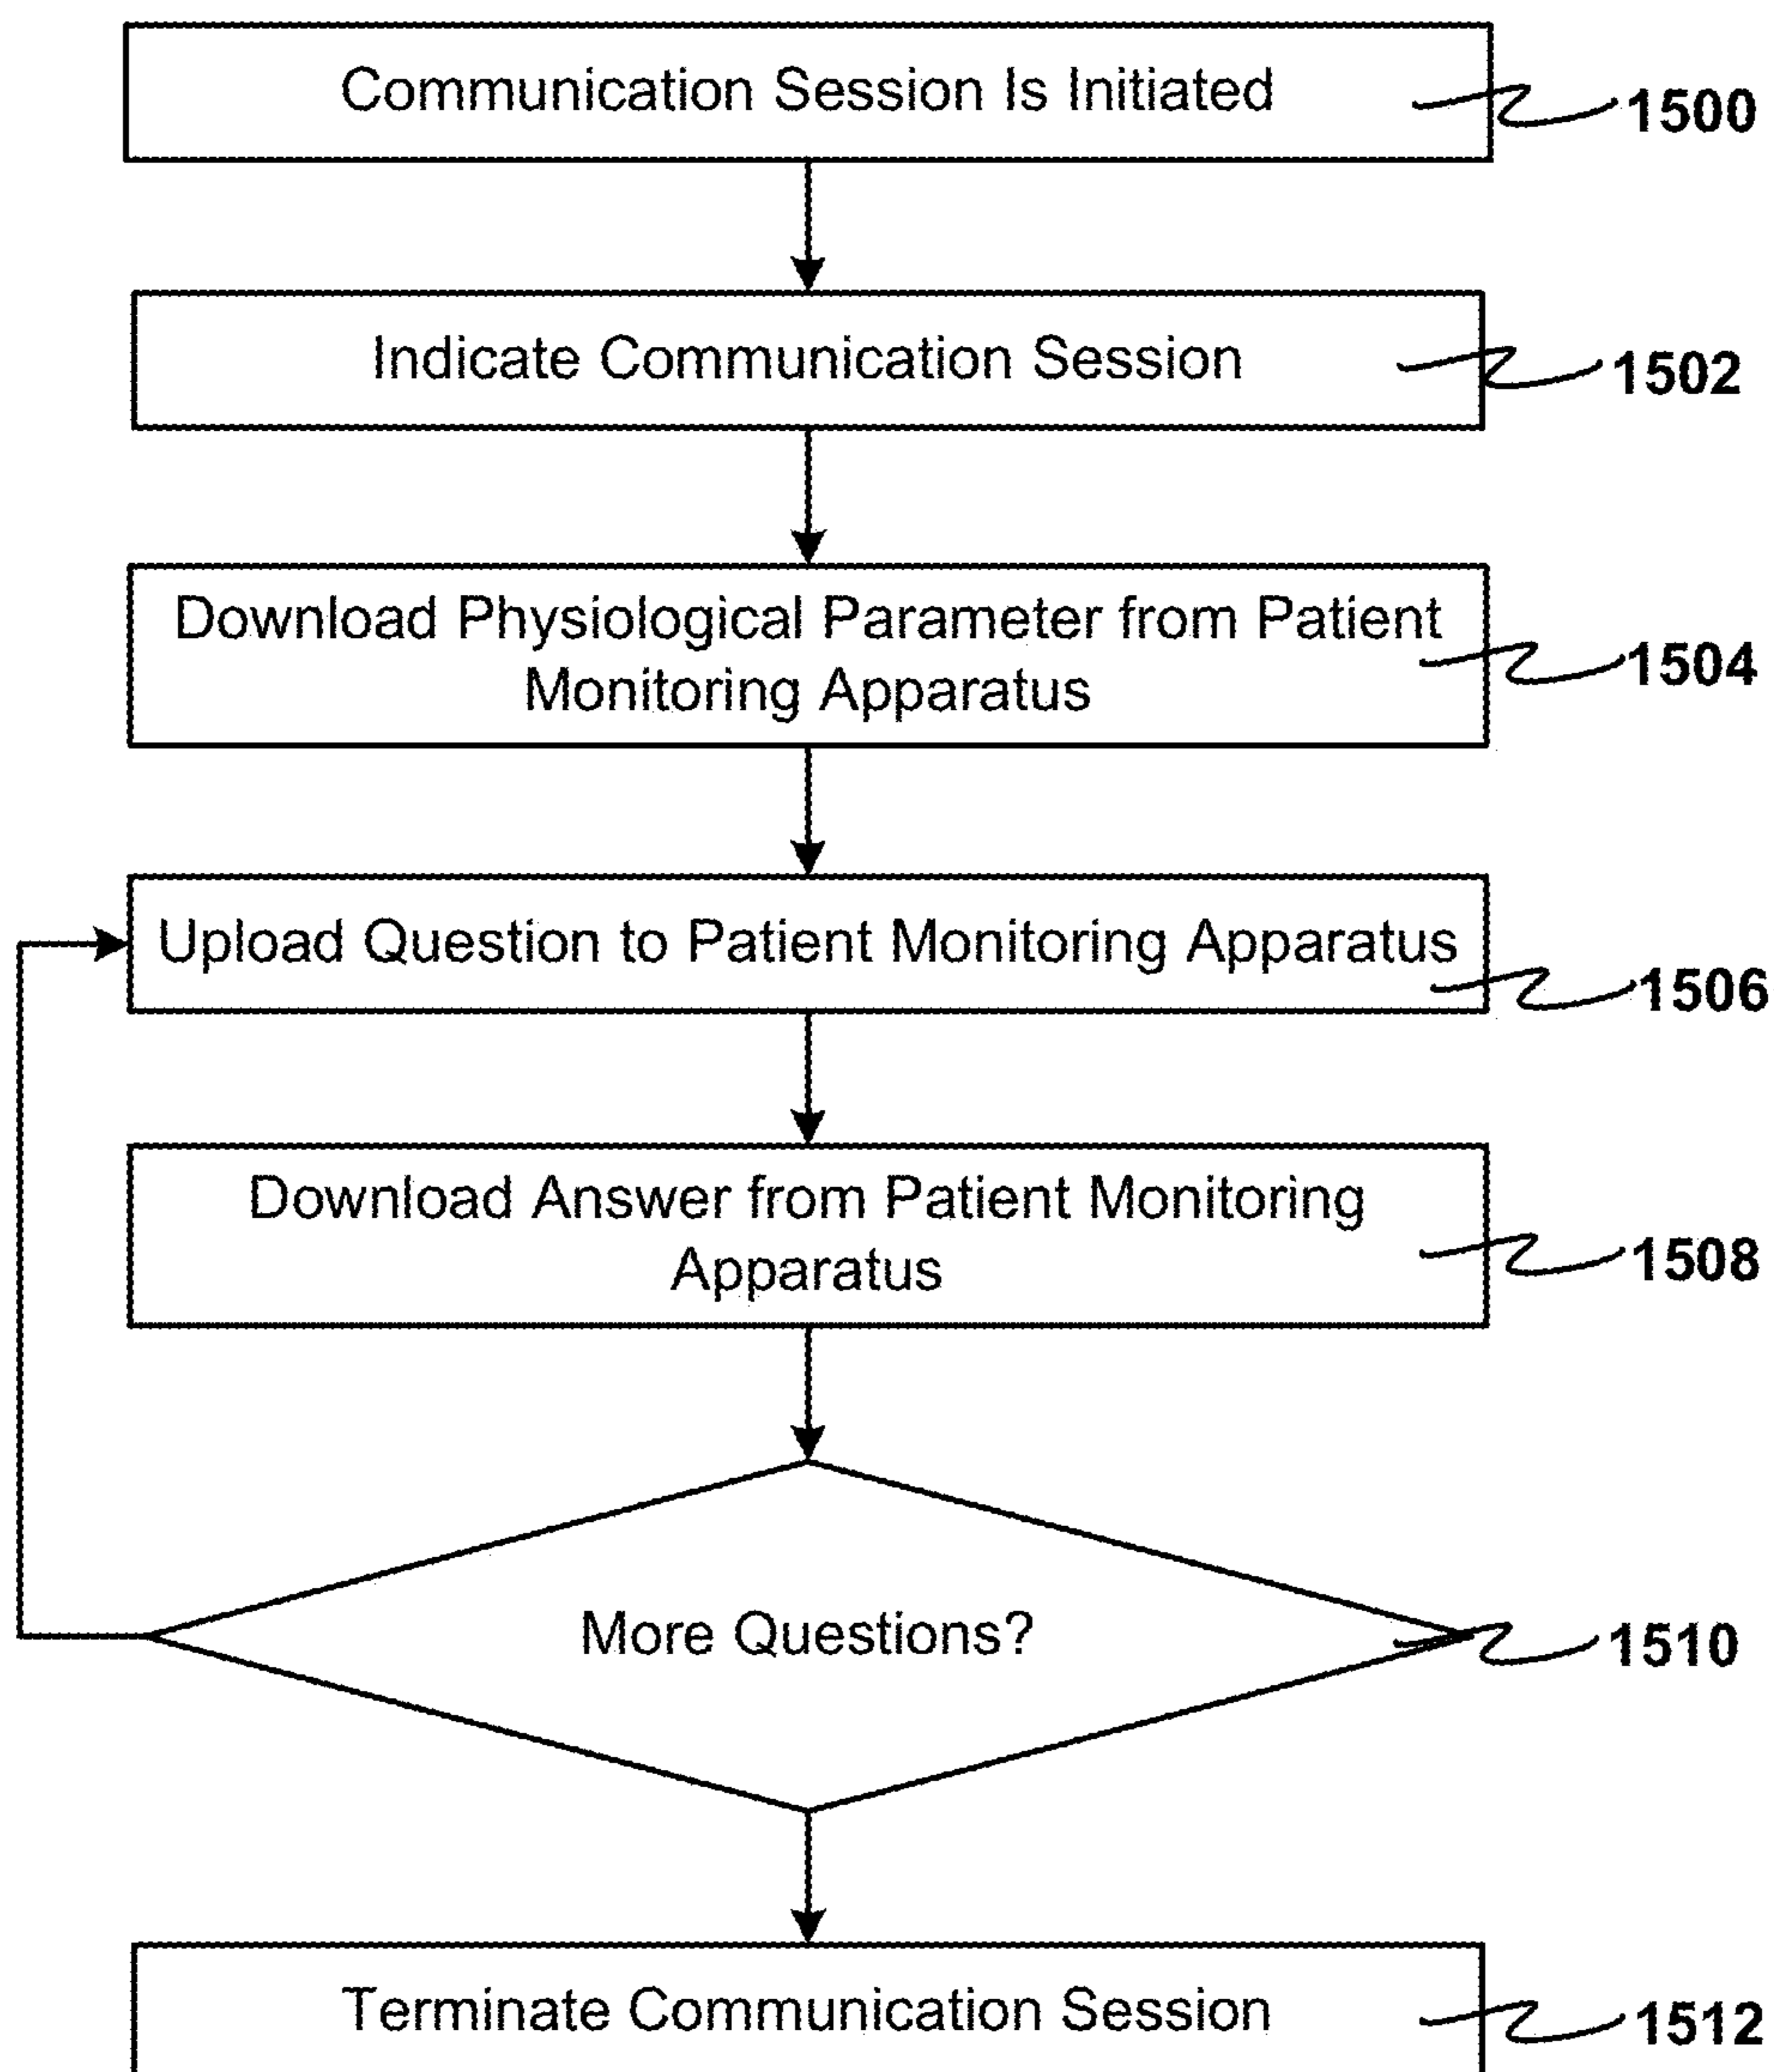 Communication Session Is Initiated
1500
Indicate Communication Session
1502
Download Physiological Parameter from Patient
Monitoring Apparatus
1504
Upload Question to Patient Monitoring Apparatus
1506
Download Answer from Patient Monitoring
Apparatus
1508
More Questions?
1510
Terminate Communication Session
1512